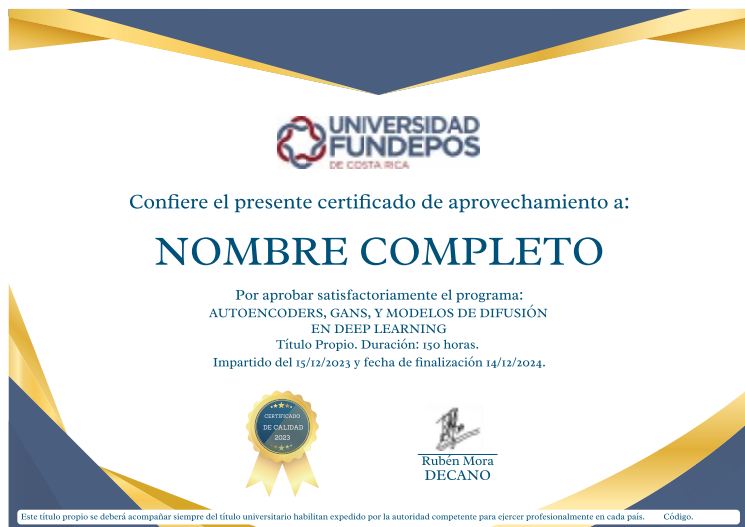 UNIVERSIDAD
FUNDEPOS
DE COSTA RICA
Confiere el presente certificado de aprovechamiento a:
NOMBRE COMPLETO
Por aprobar satisfactoriamente el programa:
AUTOENCODERS, GANS, Y MODELOS DE DIFUSIÓN
EN DEEP LEARNING
Título Propio. Duración: 150 horas.
Impartido del 15/12/2023 y fecha de finalización 14/12/2024.
CERTIFICADO
DE CALIDAD
2023
Rubén Mora
DECANO
Este título propio se deberá acompañar siempre del título universitario habilitan expedido por la autoridad competente para ejercer profesionalmente en cada país. Código.